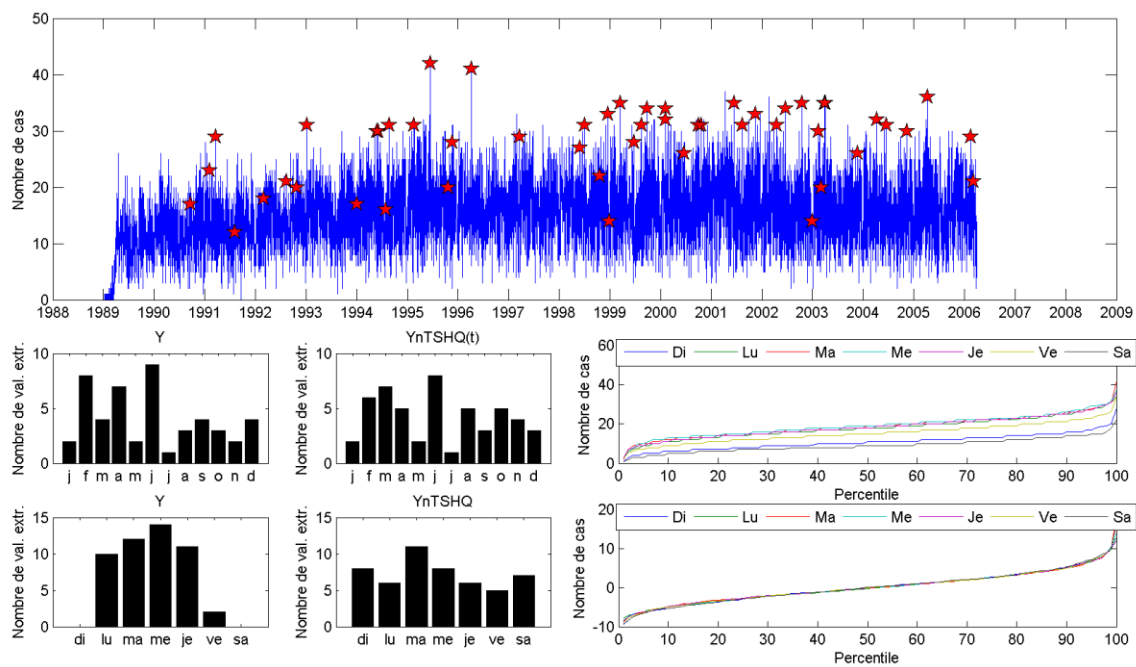 50
40
30
20
10
0
Nombre de cas
1988 1989 1990 1991 1992 1993 1994 1995 1996 1997 1998 1999 2000 2001 2002 2003 2004 2005 2006 2007 2008 2009
Y
10
5
0
Nombre de val. extr.
j f m a m j j a s o n d
YnTSHQ(t)
10
5
0
Nombre de val. extr.
j f m a m j j a s o n d
60
40
20
0
Nombre de cas
Di Lu Ma Me Je Ve Sa
0 10 20 30 40 50 60 70 80 90 100
Percentile
Y
15
10
5
0
Nombre de val. extr.
di lu ma me je ve sa
YnTSHQ
15
10
5
0
Nombre de val. extr.
di lu ma me je ve sa
20
10
0
-10
Nombre de cas
Di Lu Ma Me Je Ve Sa
0 10 20 30 40 50 60 70 80 90 100
Percentile